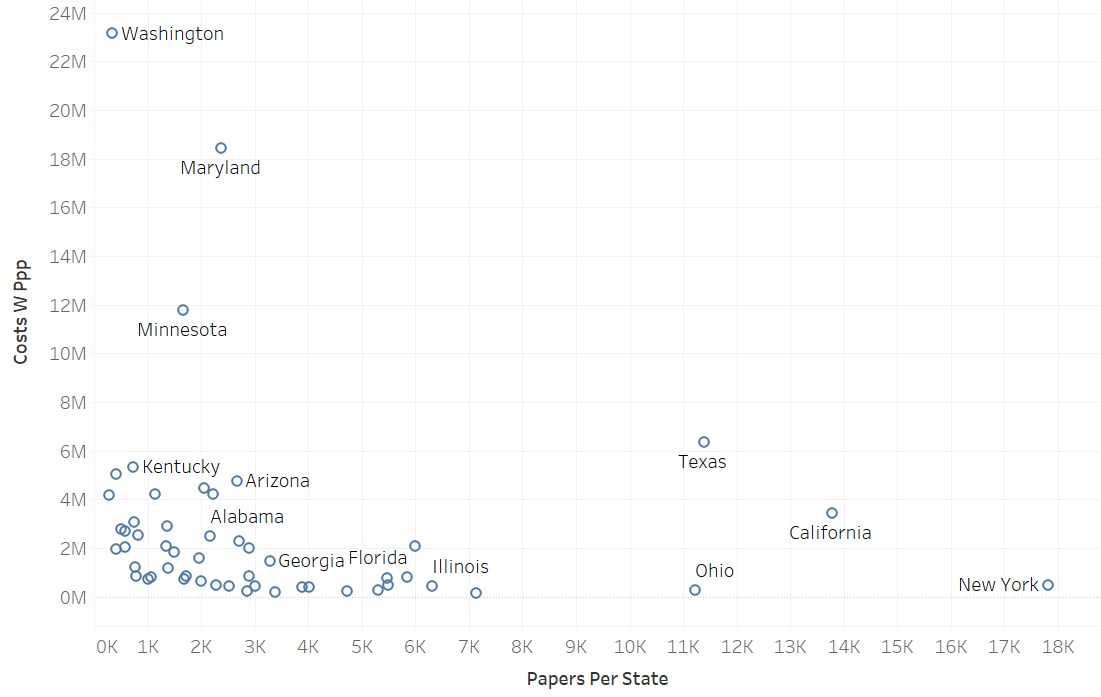 24M
Washington
22M
20M
18M
Maryland
16M
14M
12M
Minnesota
10M
8M
6M
Texas
Kentucky
Arizona
4M
Alabama
California
2M
Georgia Florida
Illinois
Ohio
New York
0M
Costs W Ppp
0K 1K 2K 3K 4K 5K 6K 7K 8K 9K 10K 11K 12K 13K 14K 15K 16K 17K 18K
Papers Per State